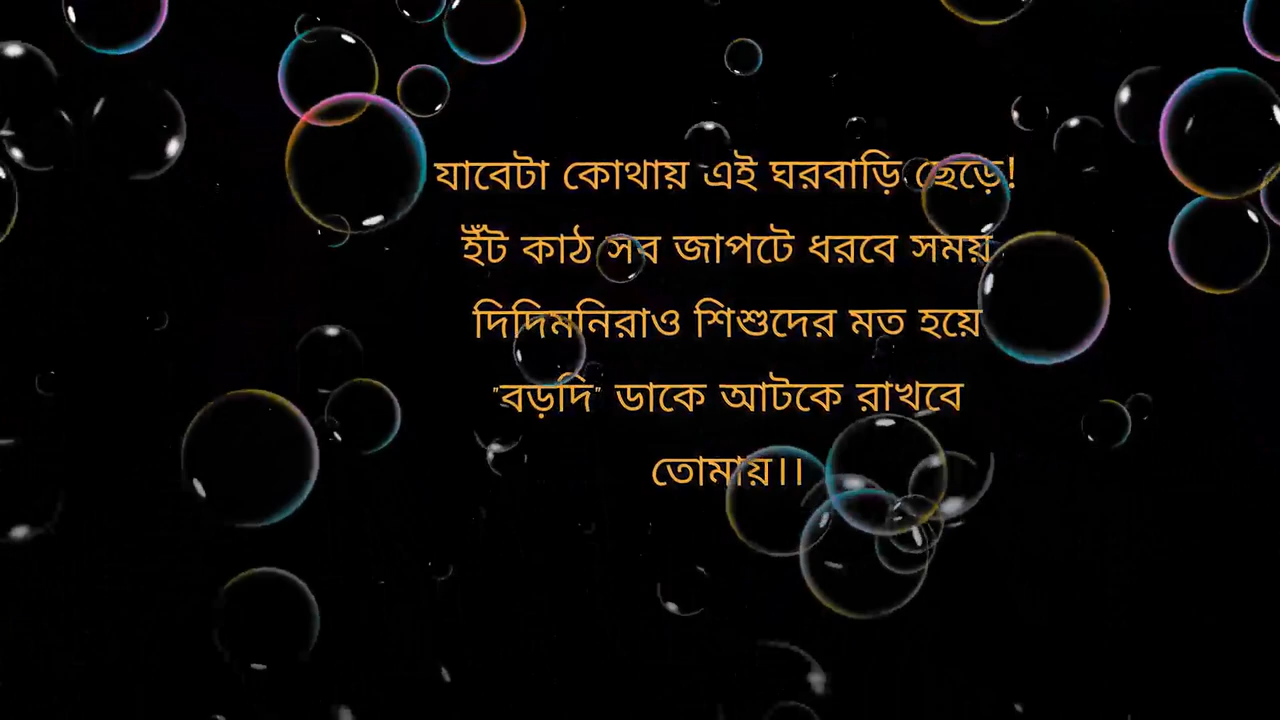 যাবেটা কোথায় এই ঘরবাড়ি ছেড়ে!
ইঁট কাঠ সব জাপটে ধরবে সময়
দিদিমনিরাও শিশুদের মত হয়ে
"বড়দি" ডাকে আটকে রাখবে
তোমায়।।